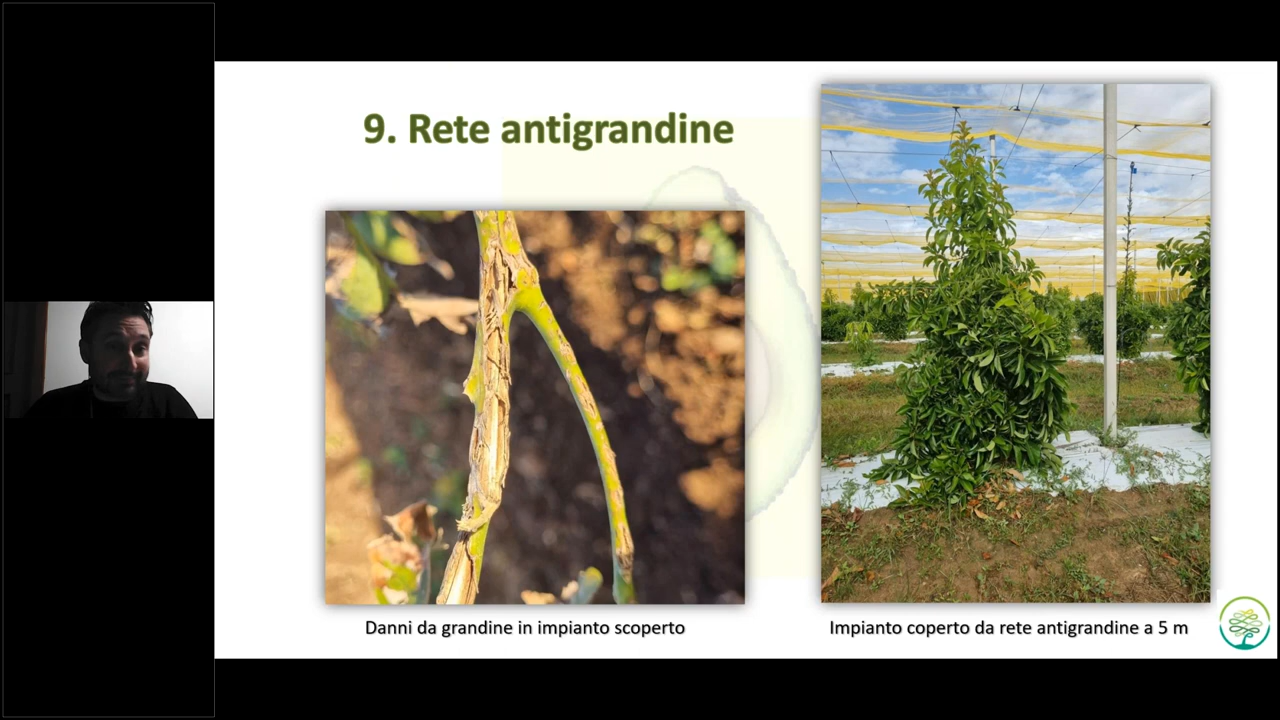 9. Rete antigrandine
Danni da grandine in impianto scoperto
Impianto coperto da rete antigrandine a 5 m